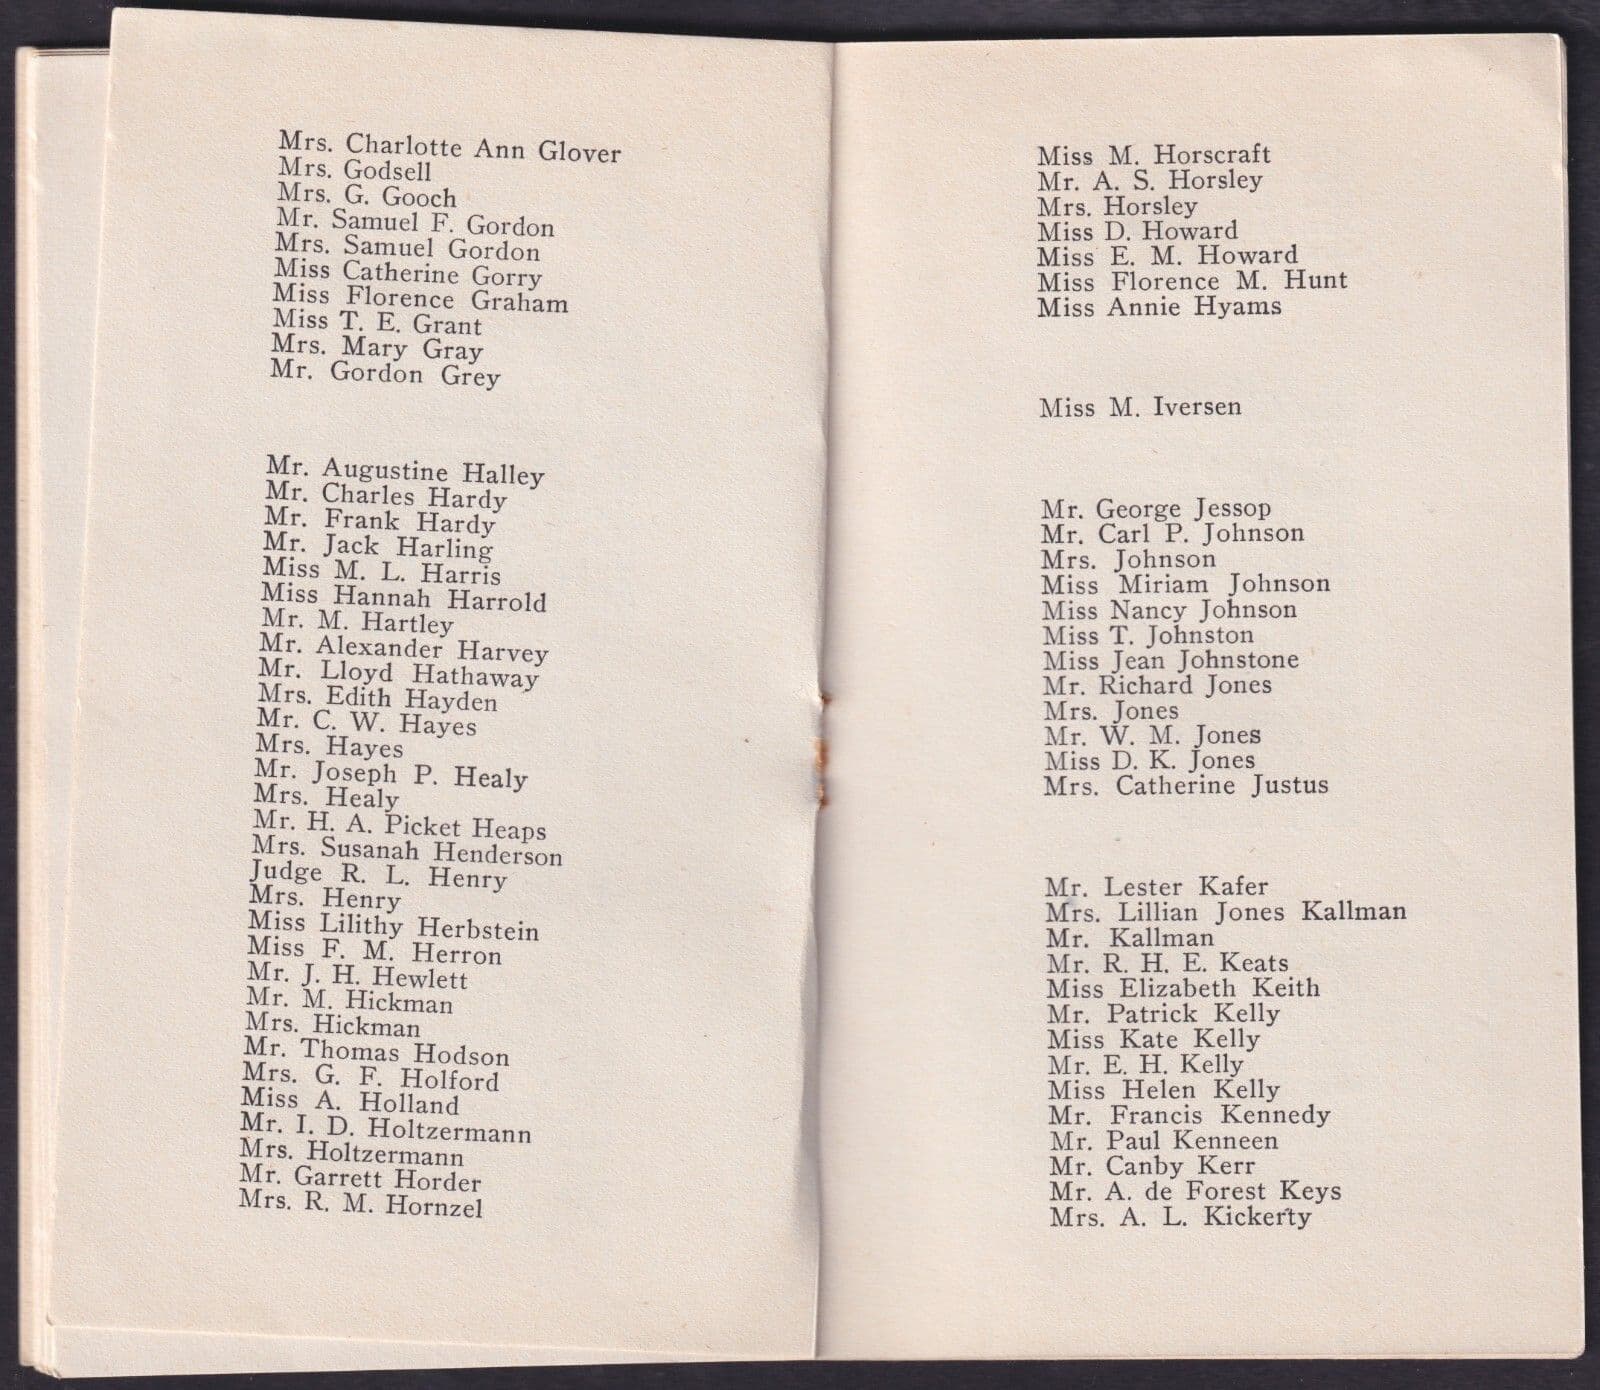 Mrs. Charlotte Ann Glover
Mrs. Godsell
Mrs. G. Gooch
Mr. Samuel F. Gordon
Mrs. Samuel Gordon
Miss Catherine Gorry
Miss Florence Graham
Miss T. E. Grant
Mrs. Mary Gray
Mr. Gordon Grey
Mr. Augustine Halley
Mr. Charles Hardy
Mr. Frank Hardy
Mr. Jack Harling
Miss M. L. Harris
Miss Hannah Harrold
Mr. M. Hartley
Mr. Alexander Harvey
Mr. Lloyd Hathaway
Mrs. Edith Hayden
Mr. C. W. Hayes
Mrs. Hayes
Mr. Joseph P. Healy
Mrs. Healy
Mr. H. A. Picket Heaps
Mrs. Susanah Henderson
Judge R. L. Henry
Mrs. Henry
Miss Lilithy Herbstein
Miss F. M. Herron
Mr. J. H. Hewlett
Mr. M. Hickman
Mrs. Hickman
Mr. Thomas Hodson
Mrs. G. F. Holford
Miss A. Holland
Mr. I. D. Holtzermann
Mrs. Holtzermann
Mr. Garrett Horder
Mrs. R. M. Hornzel
Miss M. Horscraft
Mr. A. S. Horsley
Mrs. Horsley
Miss D. Howard
Miss E. M. Howard
Miss Florence M. Hunt
Miss Annie Hyams
Miss M. Iversen
Mr. George Jessop
Mr. Carl P. Johnson
Mrs. Johnson
Miss Miriam Johnson
Miss Nancy Johnson
Miss T. Johnston
Miss Jean Johnstone
Mr. Richard Jones
Mrs. Jones
Mr. W. M. Jones
Miss D. K. Jones
Mrs. Catherine Justus
Mr. Lester Kafer
Mrs. Lillian Jones Kallman
Mr. Kallman
Mr. R. H. E. Keats
Miss Elizabeth Keith
Mr. Patrick Kelly
Miss Kate Kelly
Mr. E. H. Kelly
Miss Helen Kelly
Mr. Francis Kennedy
Mr. Paul Kenneen
Mr. Canby Kerr
Mr. A. de Forest Keys
Mrs. A. L. Kickerty